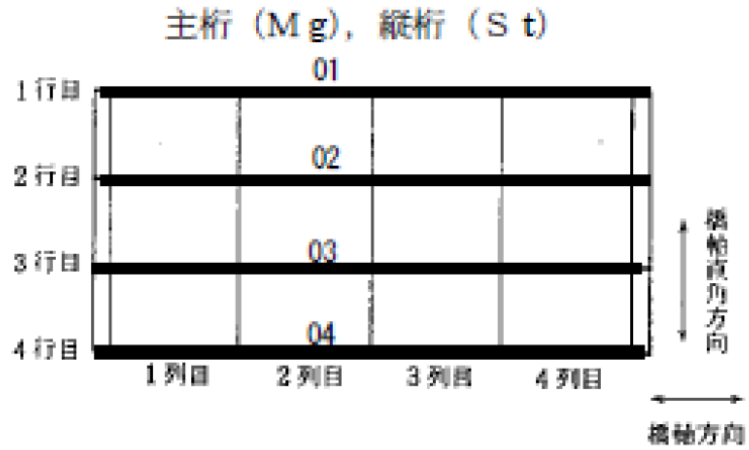 主桁（Mg），縦桁（St）
01
1行目
02
2行目
03
3行目
04
4行目
1列目 2列目 3列目 4列目
橋軸直角方向
橋軸方向